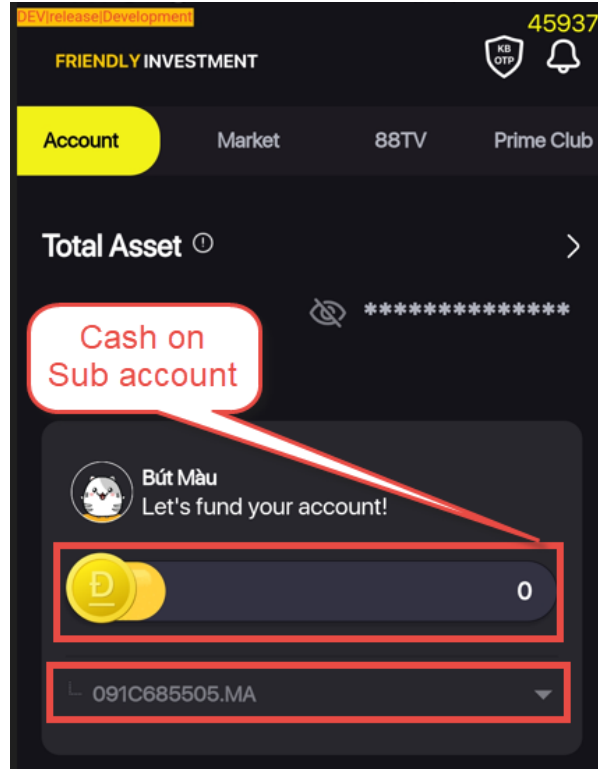 DEV|release|Development
45937
FRIENDLY INVESTMENT
KB
OTP
Account Market 88TV Prime Club
Total Asset
**************
Cash on
Sub account
Bút Màu
Let's fund your account!
Đ
0
091C685505.MA